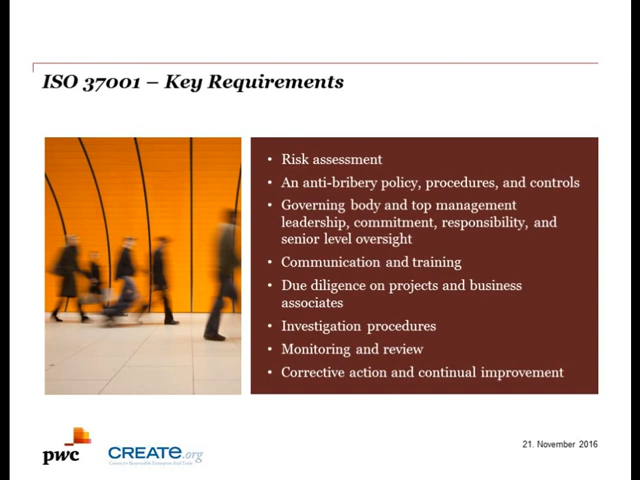 ISO 37001 – Key Requirements
• Risk assessment
• An anti-bribery policy, procedures, and controls
• Governing body and top management
leadership, commitment, responsibility, and
senior level oversight
• Communication and training
• Due diligence on projects and business
associates
• Investigation procedures
• Monitoring and review
• Corrective action and continual improvement
pwc
CREATE.org
Center for Responsible Enterprise And Trade
21. November 2016